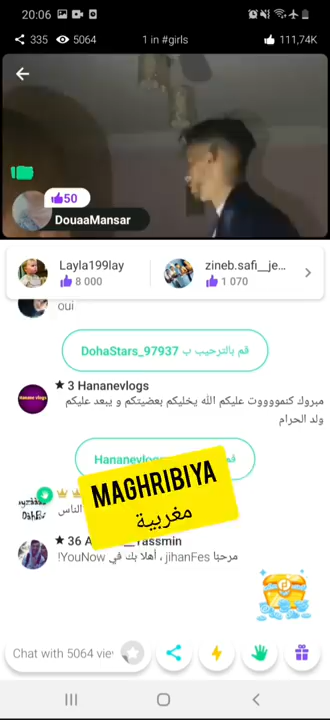 20:06
335 5064 1 in #girls 111,74K
50
DouaaMansar
Layla199lay
8 000
zineb.safi__je...
1 070
oui
قم بالترحيب ب DohaStars_97937
3 Hananevlogs
مبروك كنموووت عليكم الله يخليكم بعضيتكم و يبعد عليكم
ولد الحرام
Hananevlogs
MAGHRIBIYA
مغربية
الناس
36 A
assmin
مرحبا jihanFes ، أهلا بك في YouNow!
Chat with 5064 vie